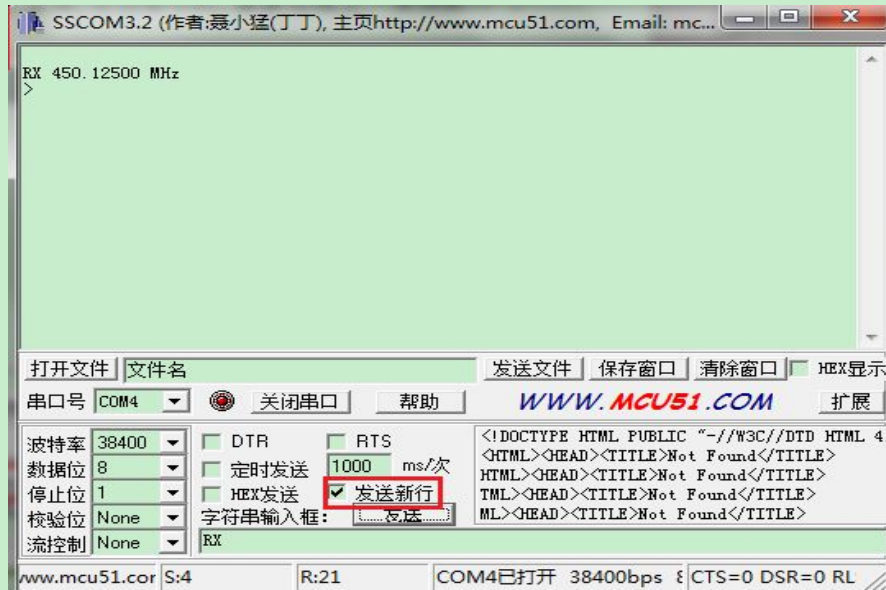 SSCOM3.2 (作者:聂小猛(丁丁), 主页http://www.mcu51.com, Email: mc...
RX 450.12500 MHz
>
打开文件 文件名 发送文件 保存窗口 清除窗口 HEX显示
串口号 COM4 关闭串口 帮助 WWW.MCU51.COM 扩展
波特率 38400 DTR RTS
数据位 8 定时发送 1000 ms/次
停止位 1 HEX发送 发送新行
校验位 None 字符串输入框: 发送
流控制 None RX
<!DOCTYPE HTML PUBLIC "-//W3C//DTD HTML 4
<HTML><HEAD><TITLE>Not Found</TITLE>
HTML><HEAD><TITLE>Not Found</TITLE>
TML><HEAD><TITLE>Not Found</TITLE>
ML><HEAD><TITLE>Not Found</TITLE>
www.mcu51.cor S:4 R:21 COM4已打开 38400bps 8 CTS=0 DSR=0 RL